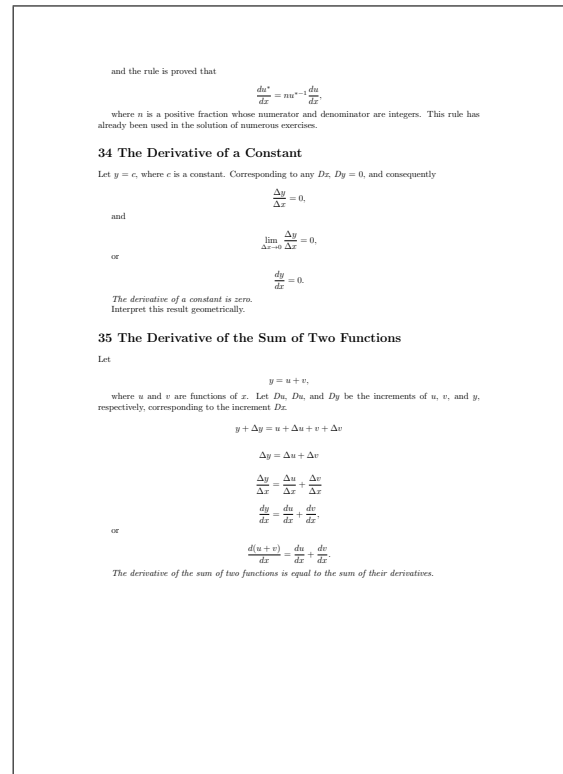 and the rule is proved that
du*/dx = nu*−1 du/dx,
where n is a positive fraction whose numerator and denominator are integers. This rule has
already been used in the solution of numerous exercises.
34 The Derivative of a Constant
Let y = c, where c is a constant. Corresponding to any Dx, Dy = 0, and consequently
Δy/Δx = 0,
and
lim Δx→0 Δy/Δx = 0,
or
dy/dx = 0.
The derivative of a constant is zero.
Interpret this result geometrically.
35 The Derivative of the Sum of Two Functions
Let
y = u + v,
where u and v are functions of x. Let Du, Du, and Dy be the increments of u, v, and y,
respectively, corresponding to the increment Dx.
y + Δy = u + Δu + v + Δv
Δy = Δu + Δv
Δy/Δx = Δu/Δx + Δv/Δx
dy/dx = du/dx + dv/dx,
or
d(u + v)/dx = du/dx + dv/dx.
The derivative of the sum of two functions is equal to the sum of their derivatives.